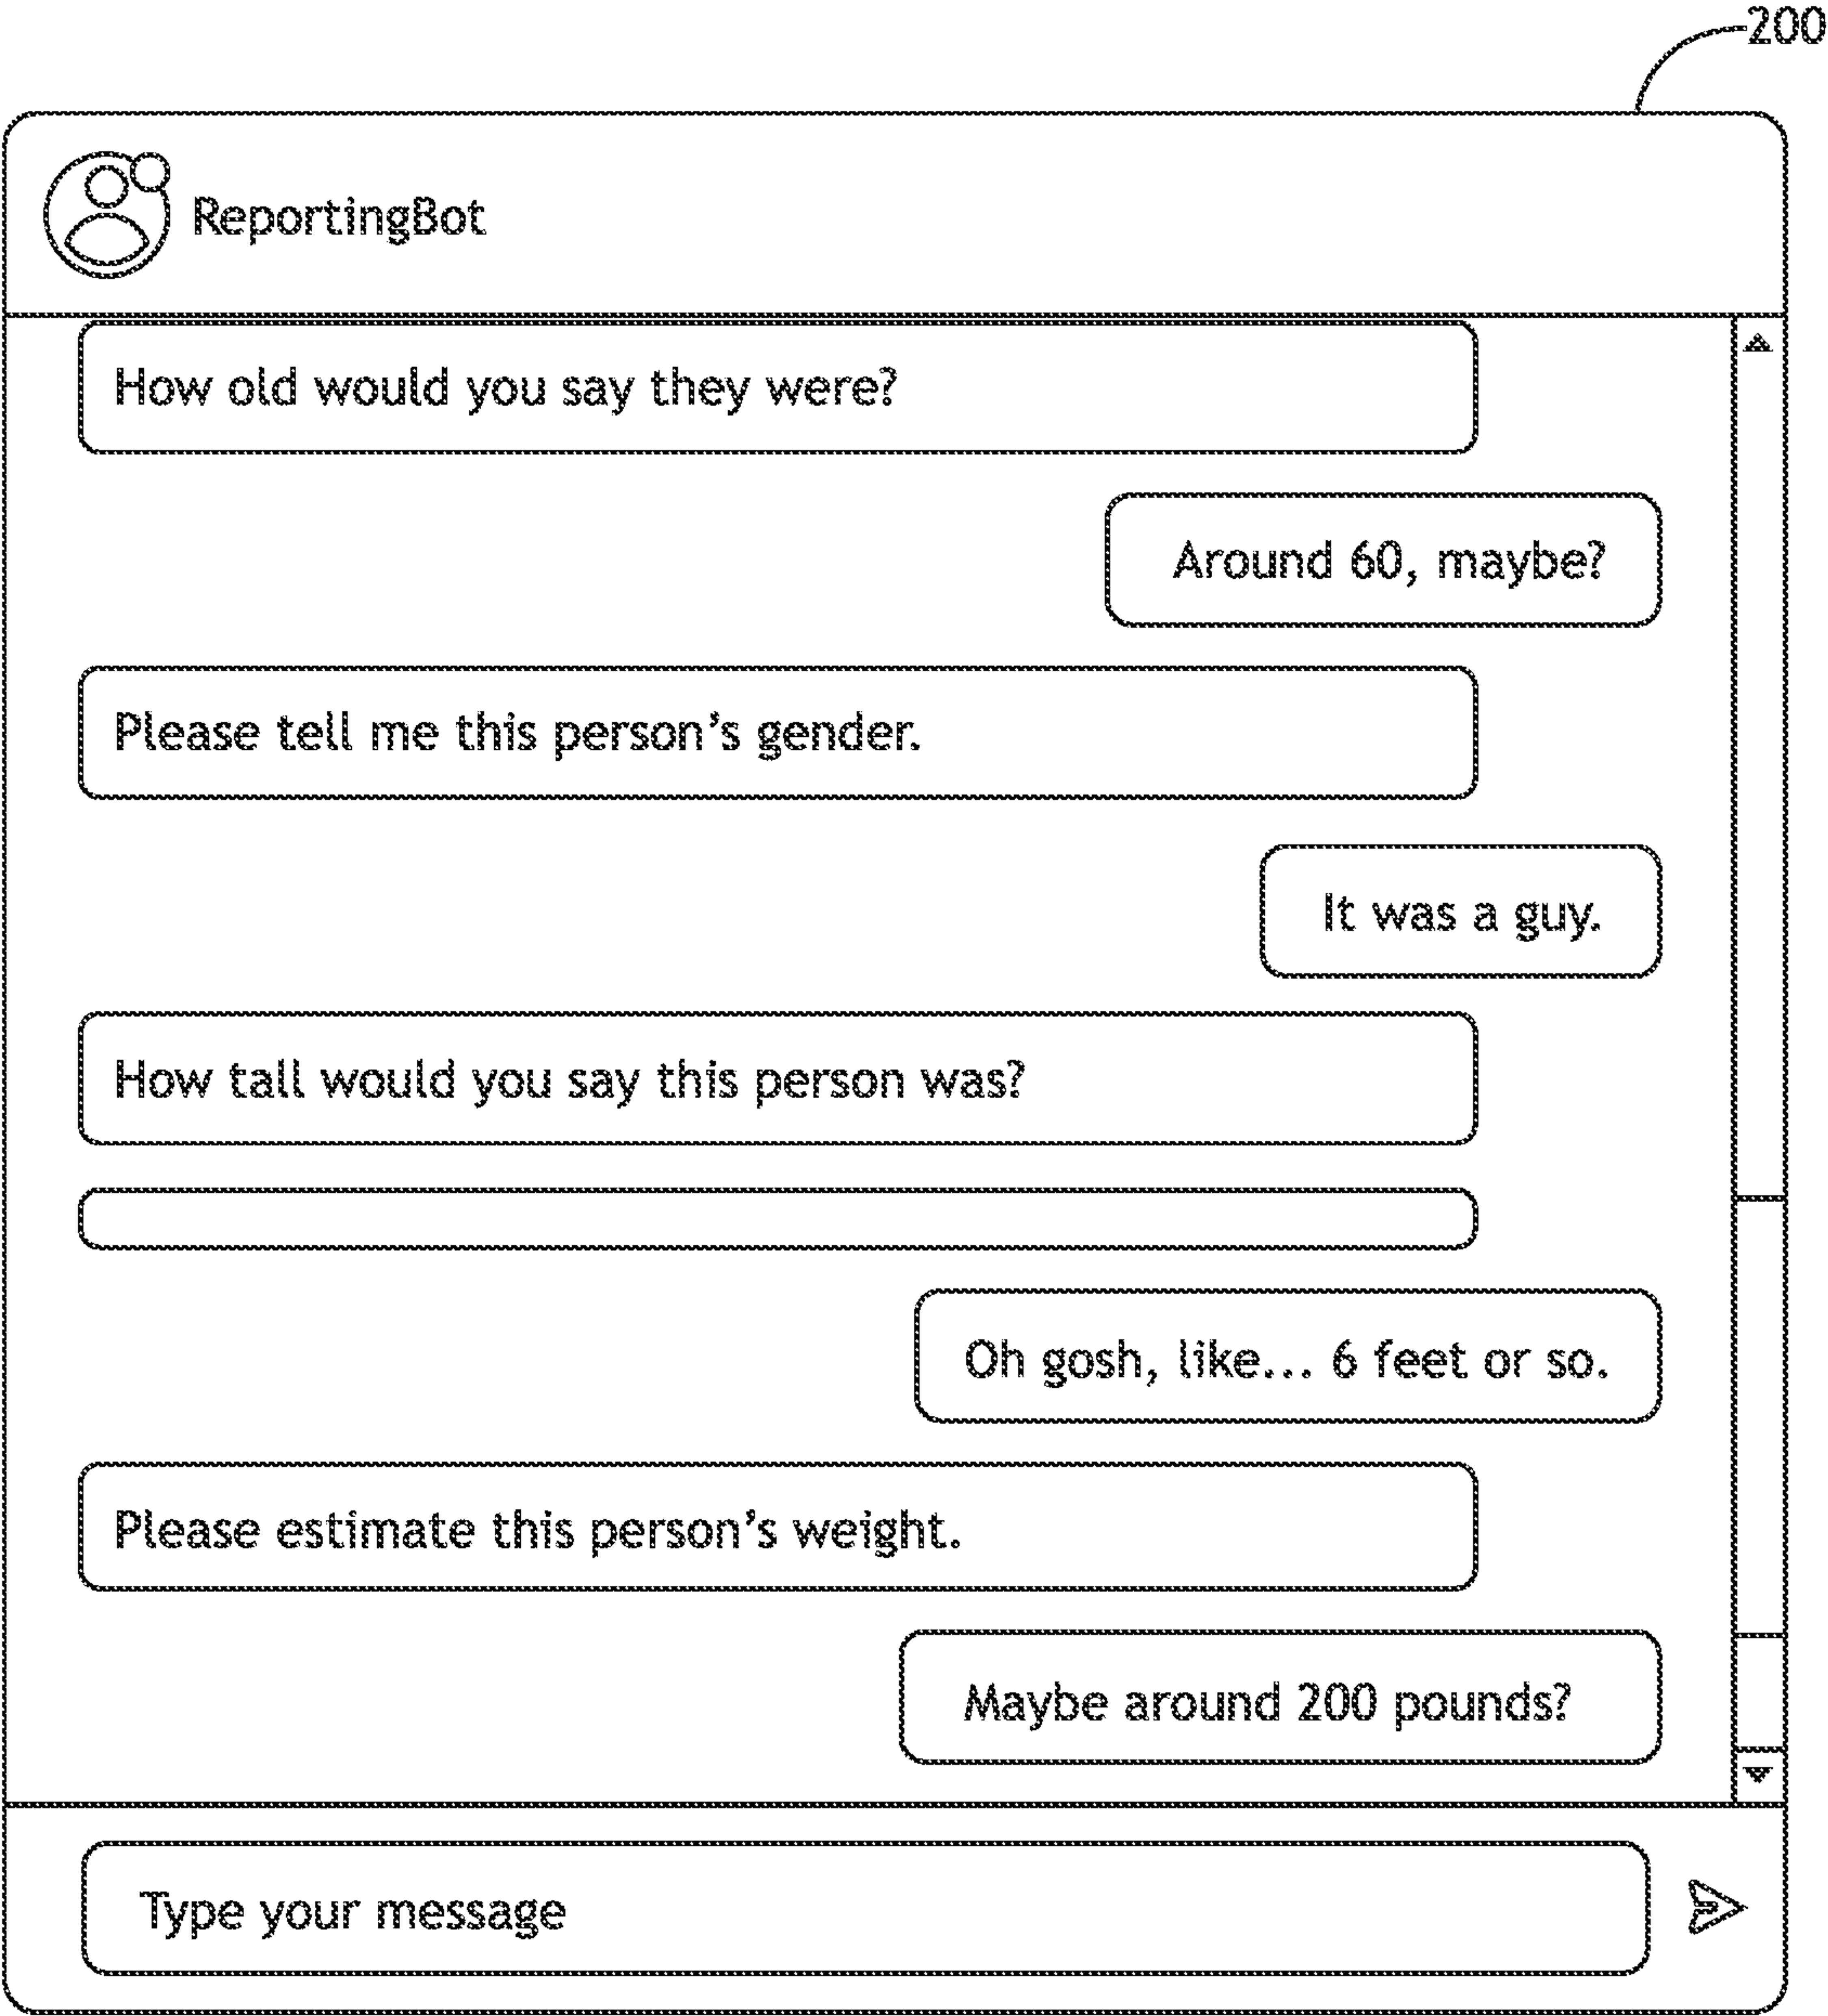 200
ReportingBot
How old would you say they were?
Around 60, maybe?
Please tell me this person's gender.
It was a guy.
How tall would you say this person was?
Oh gosh, like... 6 feet or so.
Please estimate this person's weight.
Maybe around 200 pounds?
Type your message